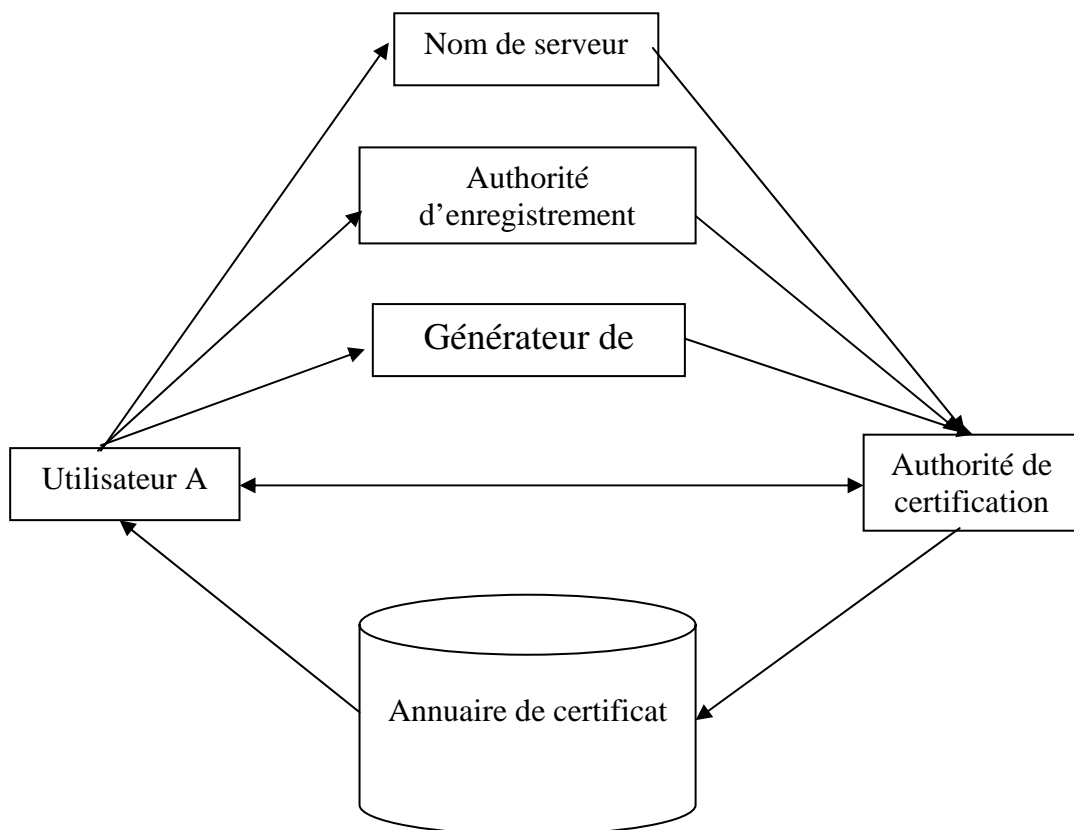 Nom de serveur
Authorité
d’enregistrement
Générateur de
Utilisateur A
Authorité de
certification
Annuaire de certificat